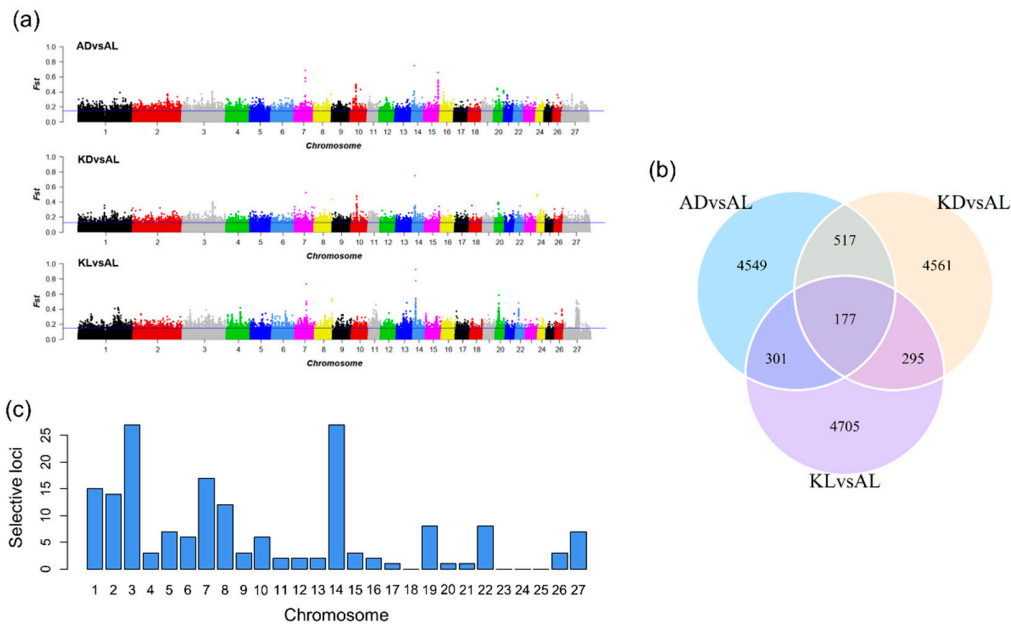 (a)
ADvsAL
Fst
1.0
0.8
0.6
0.4
0.2
0.0
1 2 3 4 5 6 7 8 9 10 11 12 13 14 15 16 17 18 20 22 24 26 27
Chromosome
KDvsAL
Fst
1.0
0.8
0.6
0.4
0.2
0.0
1 2 3 4 5 6 7 8 9 10 11 12 13 14 15 16 17 18 20 22 24 26 27
Chromosome
KLvsAL
Fst
1.0
0.8
0.6
0.4
0.2
0.0
1 2 3 4 5 6 7 8 9 10 11 12 13 14 15 16 17 18 20 22 24 26 27
Chromosome
(b)
ADvsAL
KDvsAL
517
4549
4561
177
301
295
4705
KLvsAL
(c)
Selective loci
25
20
15
10
5
0
1 2 3 4 5 6 7 8 9 10 11 12 13 14 15 16 17 18 19 20 21 22 23 24 25 26 27
Chromosome